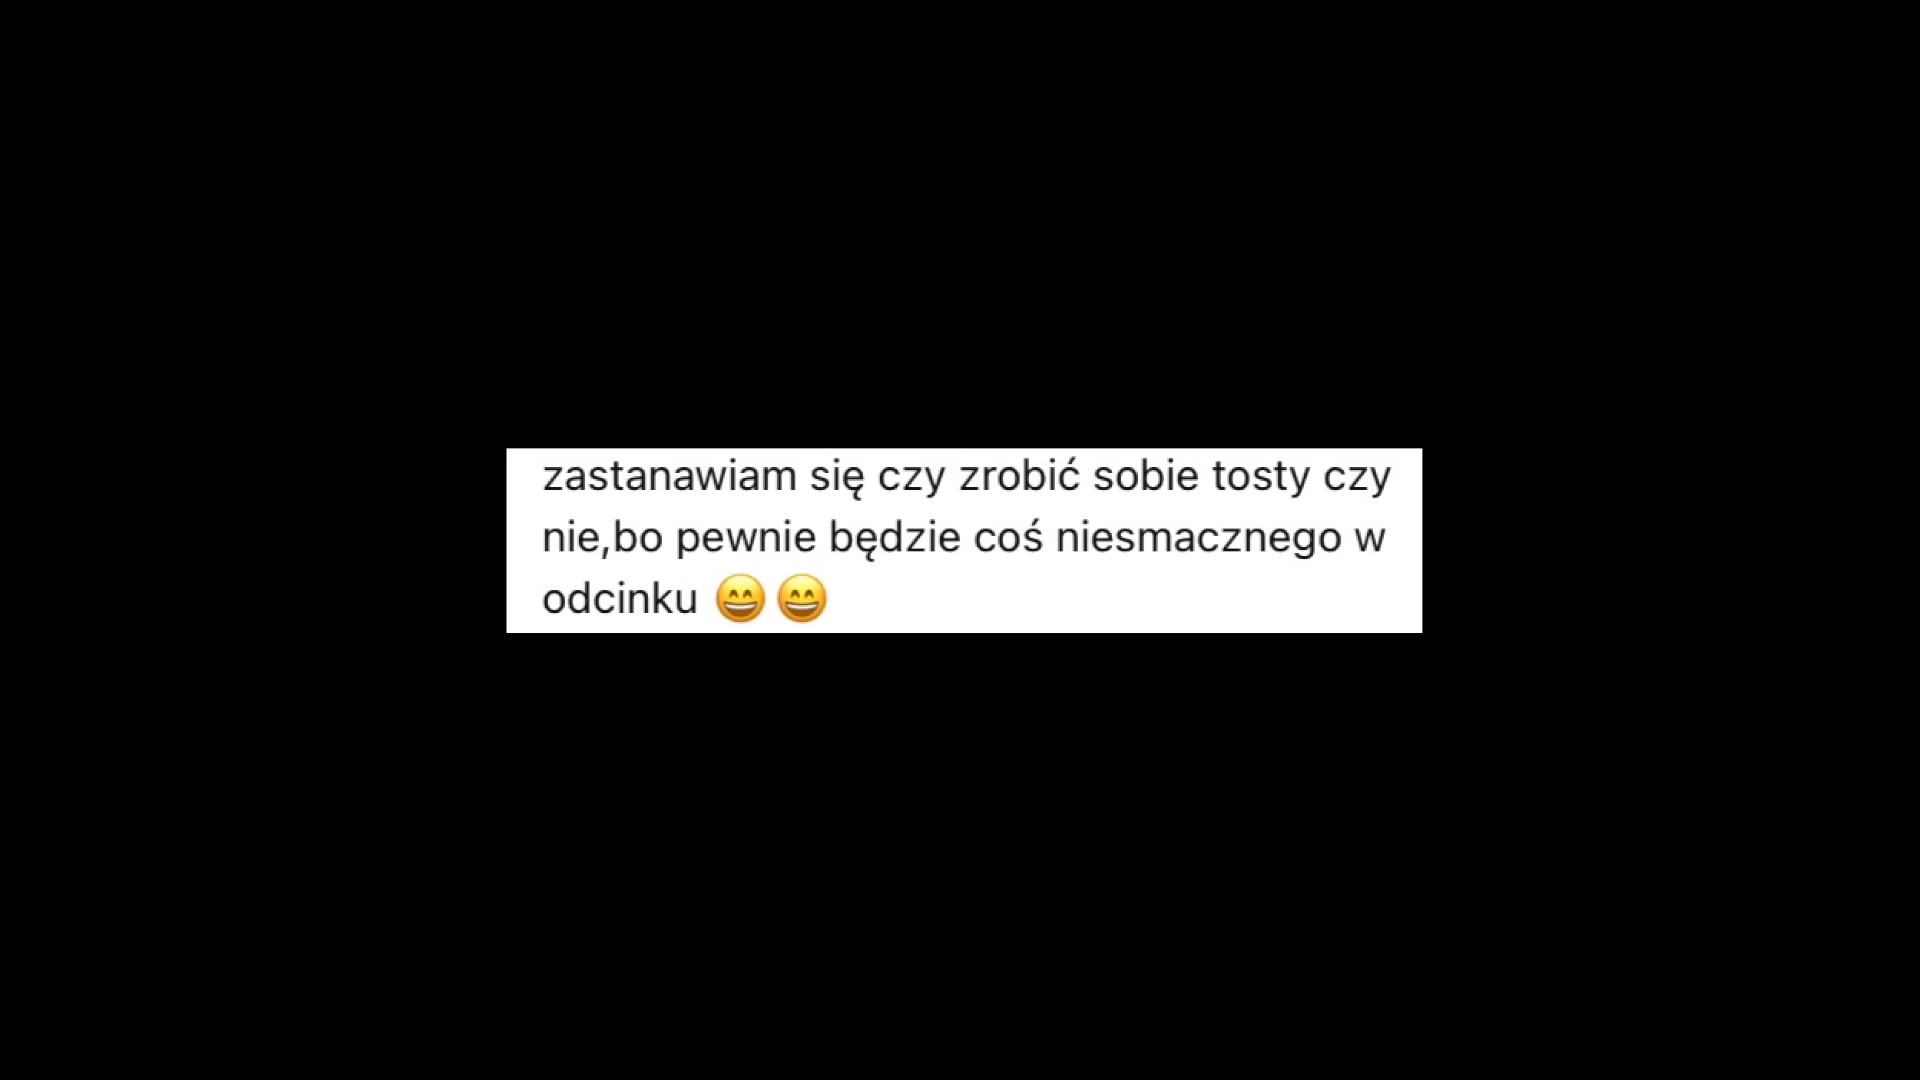 zastanawiam się czy zrobić sobie tosty czy
nie,bo pewnie będzie coś niesmacznego w
odcinku 😄😄